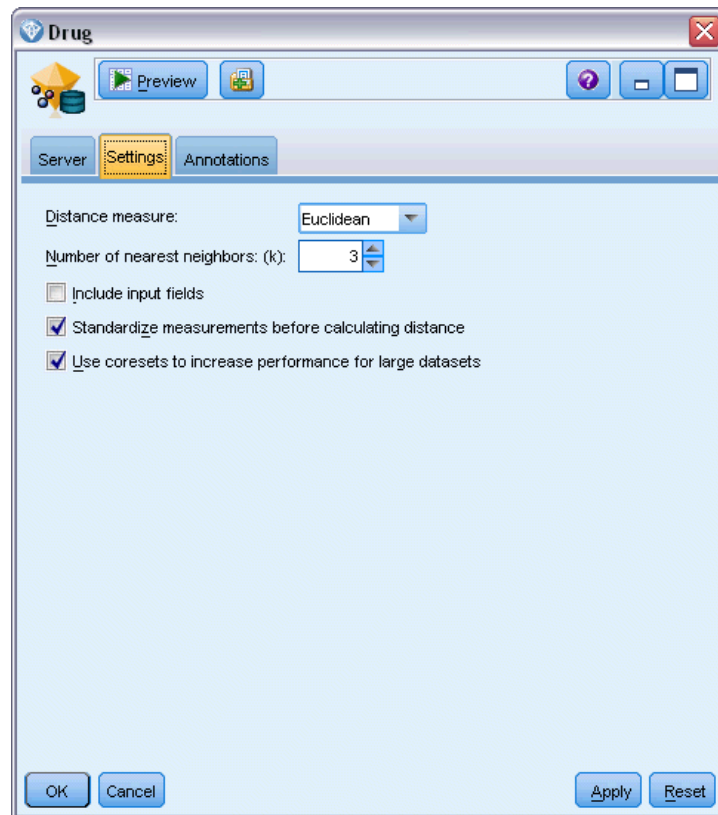 Drug
Preview
Server Settings Annotations
Distance measure: Euclidean
Number of nearest neighbors: (k): 3
Include input fields
Standardize measurements before calculating distance
Use coresets to increase performance for large datasets
OK Cancel Apply Reset